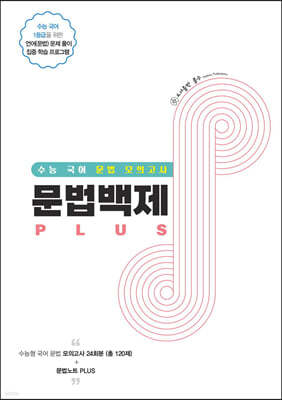 수능 국어
1등급을 위한
언어(문법) 문제 풀이
집중 학습 프로그램
수능 국어 문법 모의고사
문법백제
PLUS
수능형 국어 문법 모의고사 24회분 (총 120제)
+
문법노트 PLUS